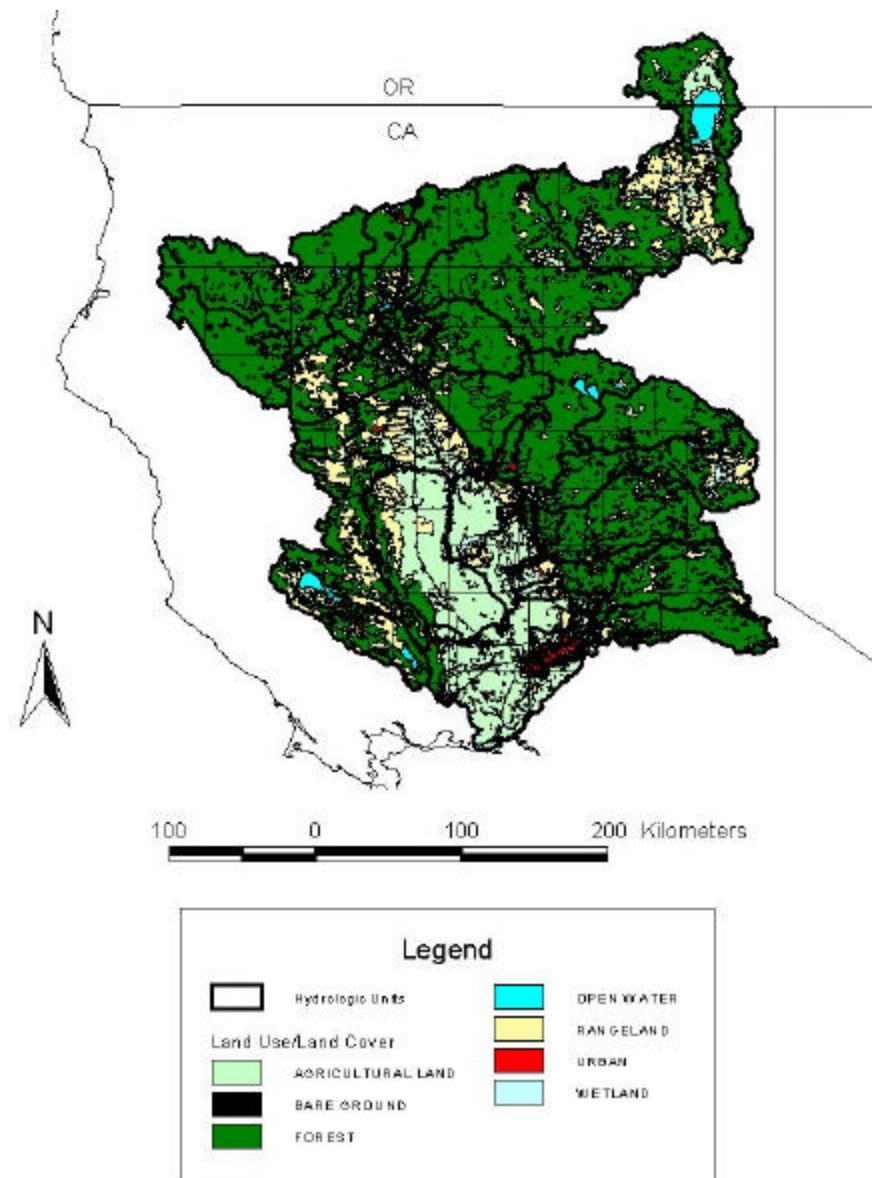 OR
CA
N
100 0 100 200 Kilometers
Legend
Hydrologic Units
Land Use/Land Cover
AGRICULTURAL LAND
BARE GROUND
FOREST
OPEN WATER
RANGELAND
URBAN
WETLAND